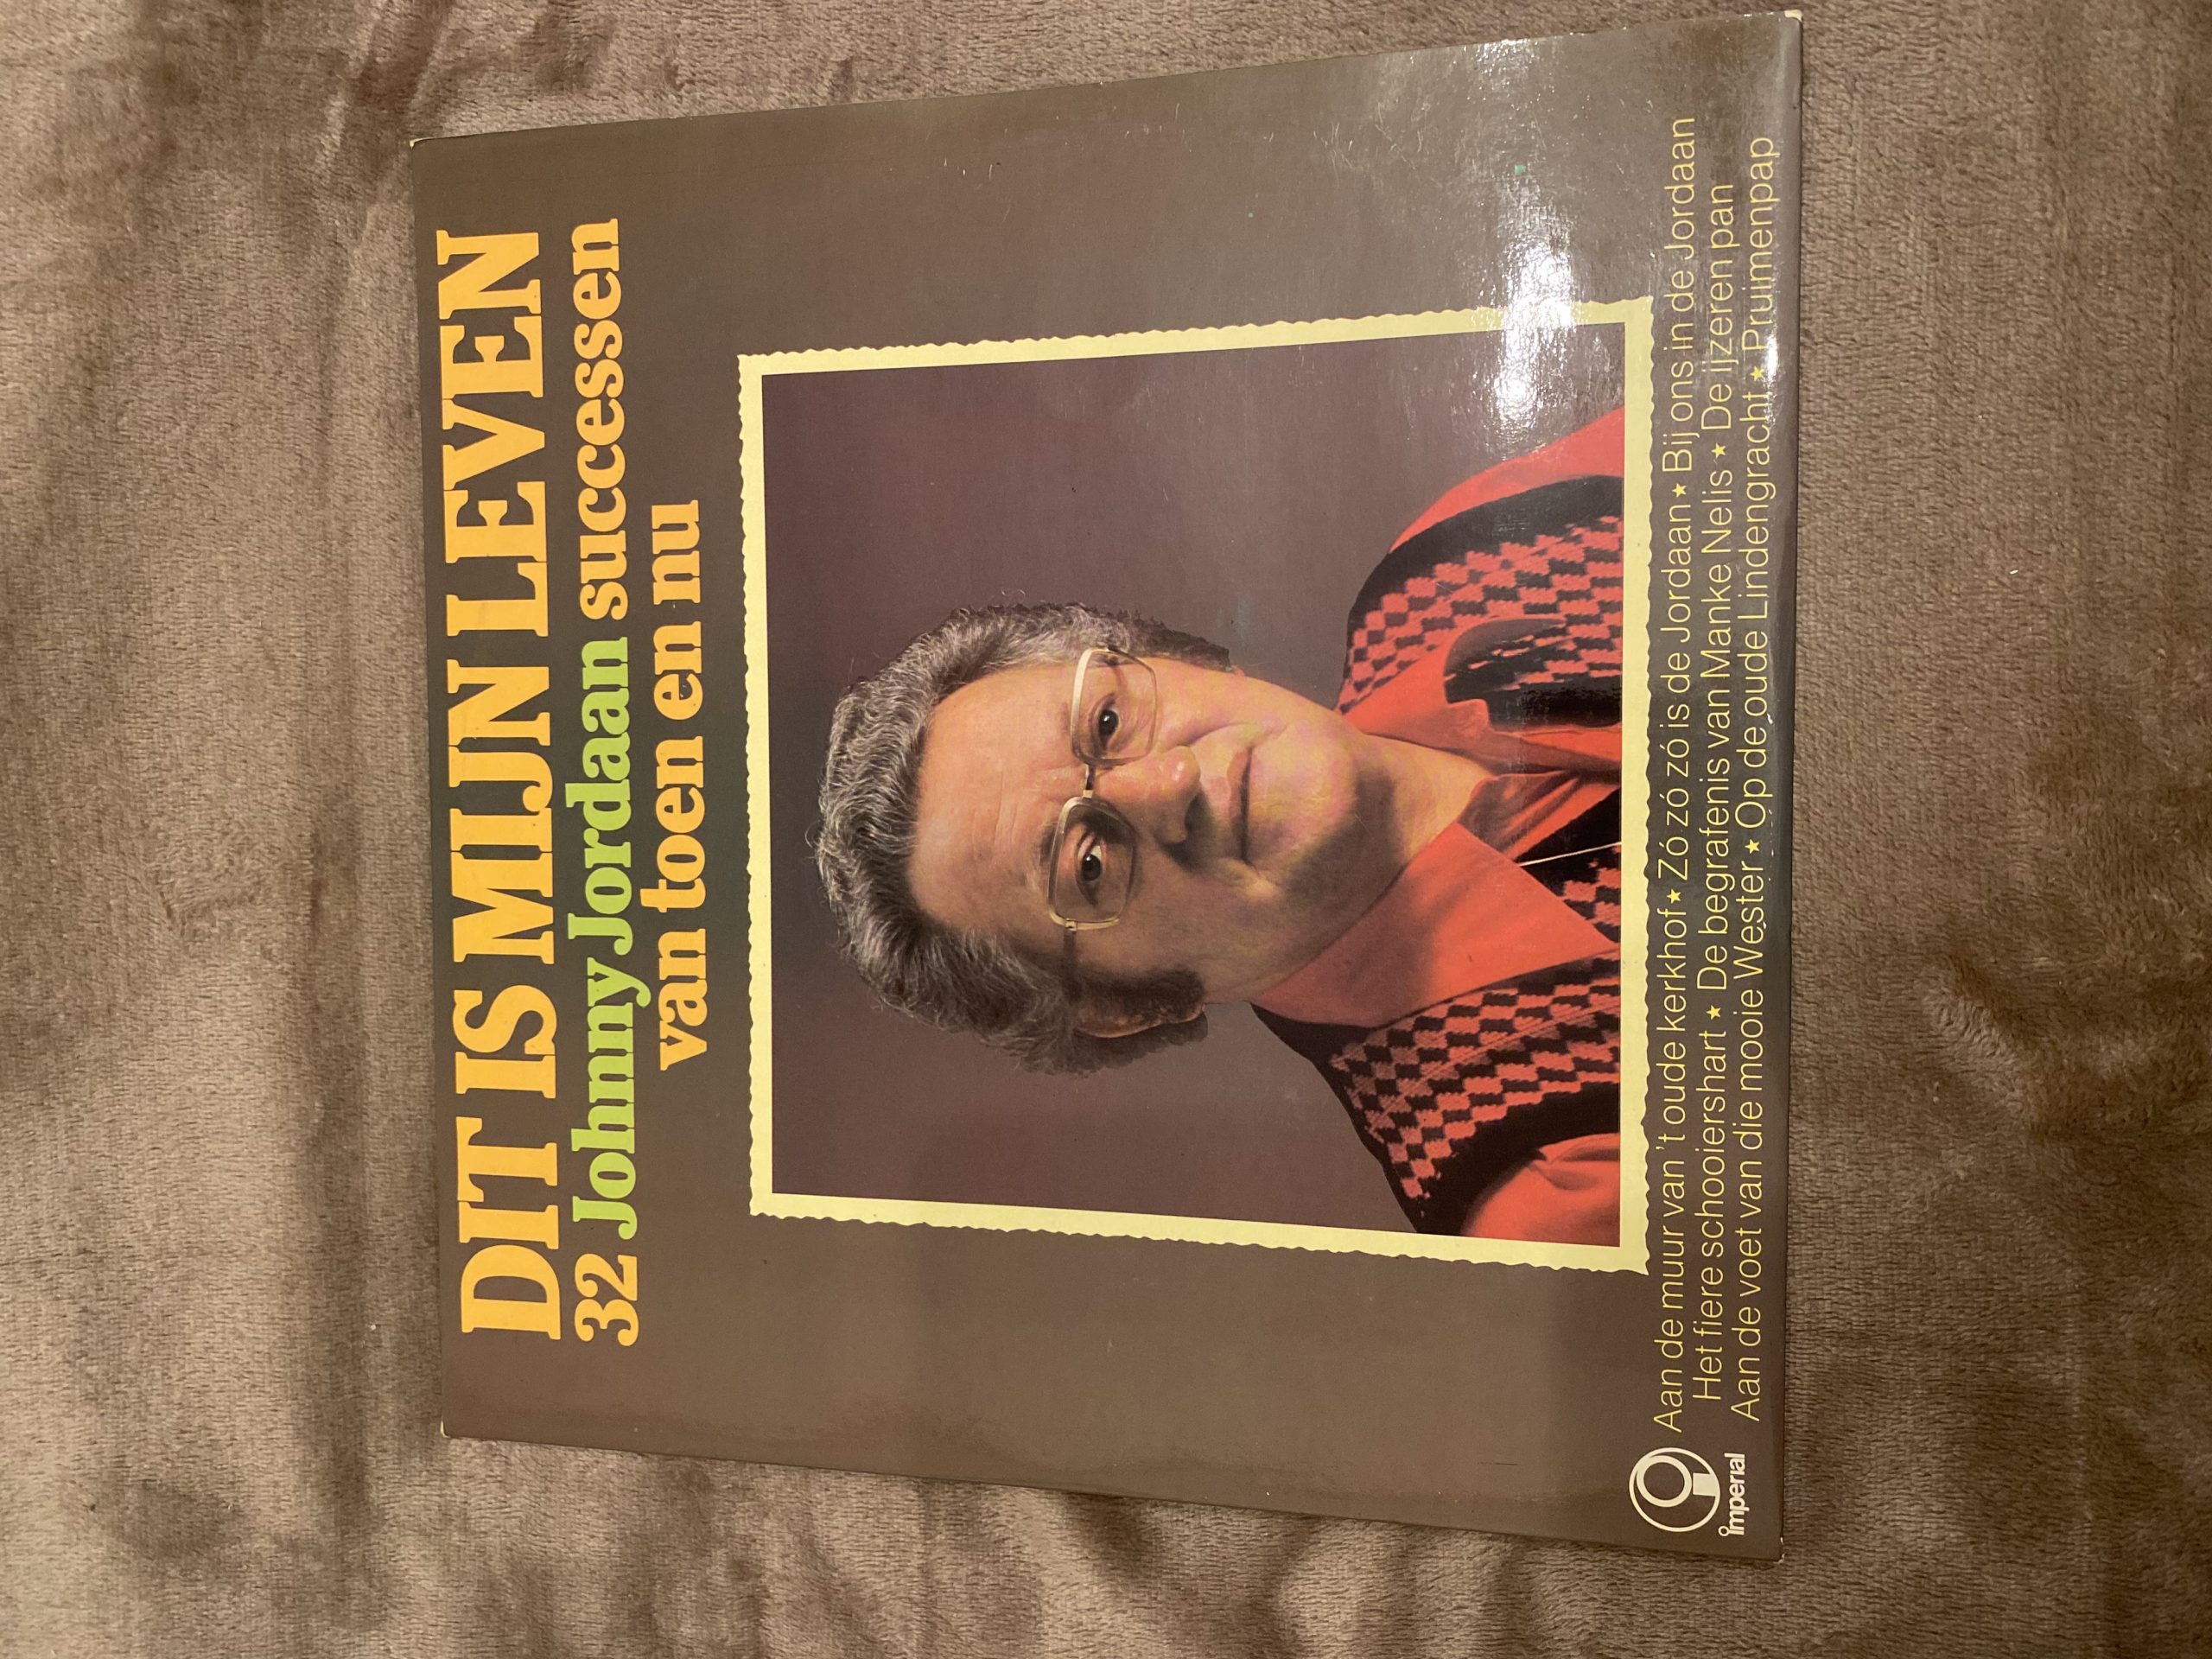 DIT IS MIJN LEVEN
32 Johnny Jordaan successen
van toen en nu
Aan de muur van 't oude kerkhof ★ Zó zó zó is de Jordaan ★ Bij ons in de Jordaan
Het fiere schooiershart ★ De begrafenis van Manke Nelis ★ De ijzeren pan
Aan de voet van die mooie Wester ★ Op de oude Lindengracht ★ Pruimenpap
imperial